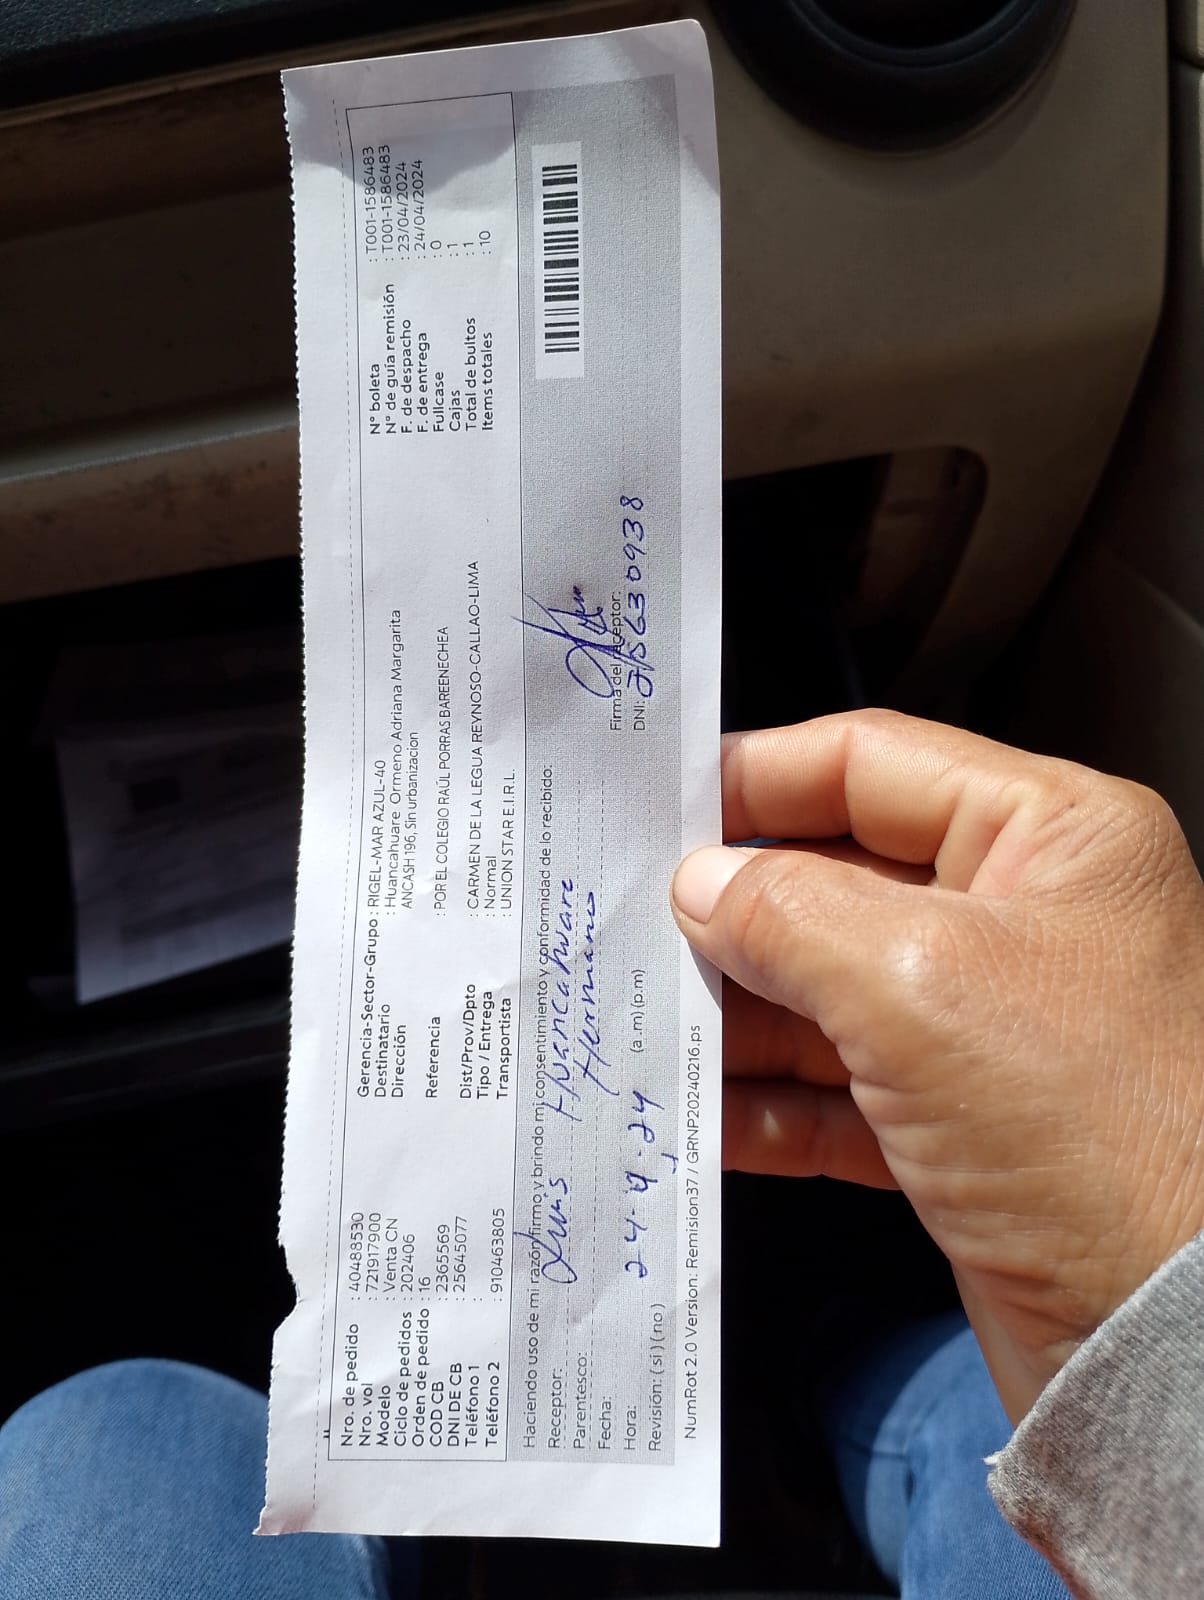 Nro. de pedido : 40488530
Nro. vol : 721917900
Modelo : Venta CN
Ciclo de pedidos : 202406
Orden de pedido : 16
COD CB : 2365569
DNI DE CB : 25645077
Teléfono 1 :
Teléfono 2 : 910463805
Gerencia-Sector-Grupo : RIGEL-MAR AZUL-40
Destinatario : Huancahuare Ormeno Adriana Margarita
Dirección ANCASH 196, Sin urbanizacion
Referencia : POR EL COLEGIO RAÚL PORRAS BAREENECHEA
Dist/Prov/Dpto : CARMEN DE LA LEGUA REYNOSO-CALLAO-LIMA
Tipo / Entrega : Normal
Transportista : UNION STAR E.I.R.L.
N° boleta : T001-1586483
N° de guía remisión : T001-1586483
F. de despacho : 23/04/2024
F. de entrega : 24/04/2024
Fullcase : 0
Cajas : 1
Total de bultos : 1
Items totales : 10
Haciendo uso de mi razón firmo y brindo mi consentimiento y conformidad de lo recibido:
Receptor: Luis Huancahuare
Parentesco: Hermano
Fecha: 24-4-24
Hora: (a.m) (p.m)
Revisión: ( si ) ( no )
Firma del receptor:
DNI: 25630938
NumRot 2.0 Version: Remision37 / GRNP20240216.ps